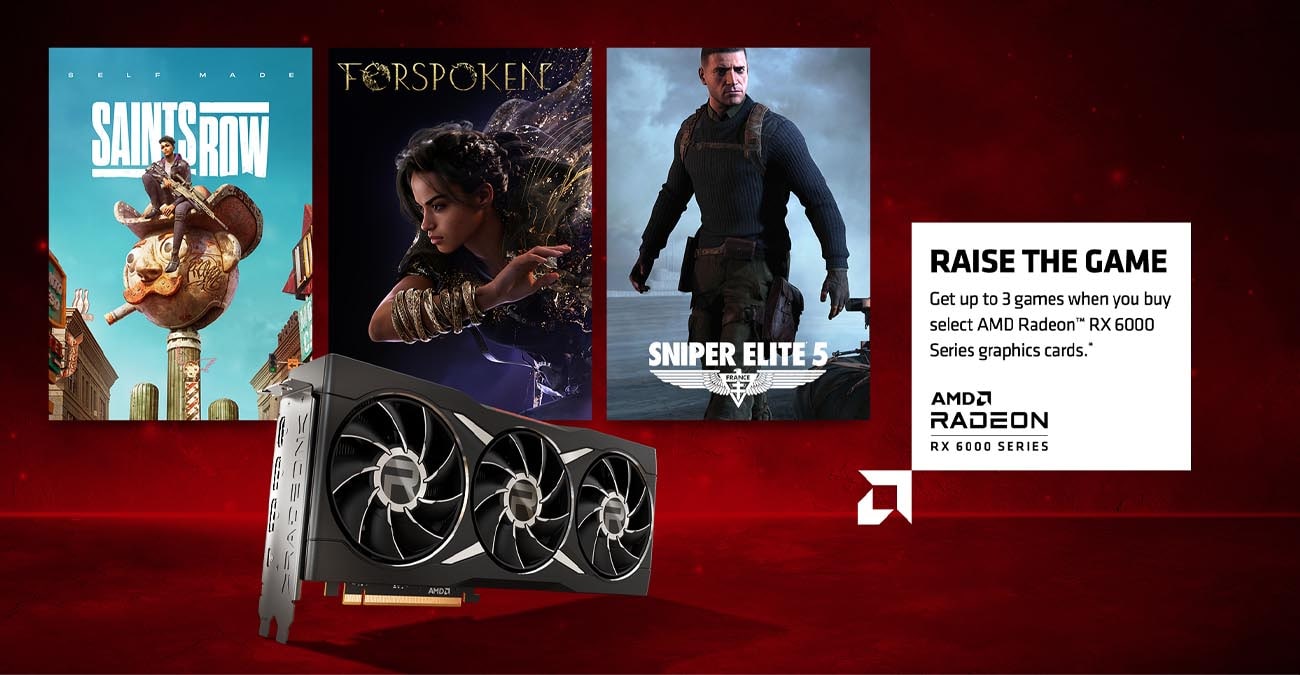 SELF MADE
SAINTS ROW
FORSPOKEN
SNIPER ELITE 5
FRANCE
RAISE THE GAME
Get up to 3 games when you buy
select AMD Radeon™ RX 6000
Series graphics cards.*
AMD
RADEON
RX 6000 SERIES
RADEON
R
R
R
AMD